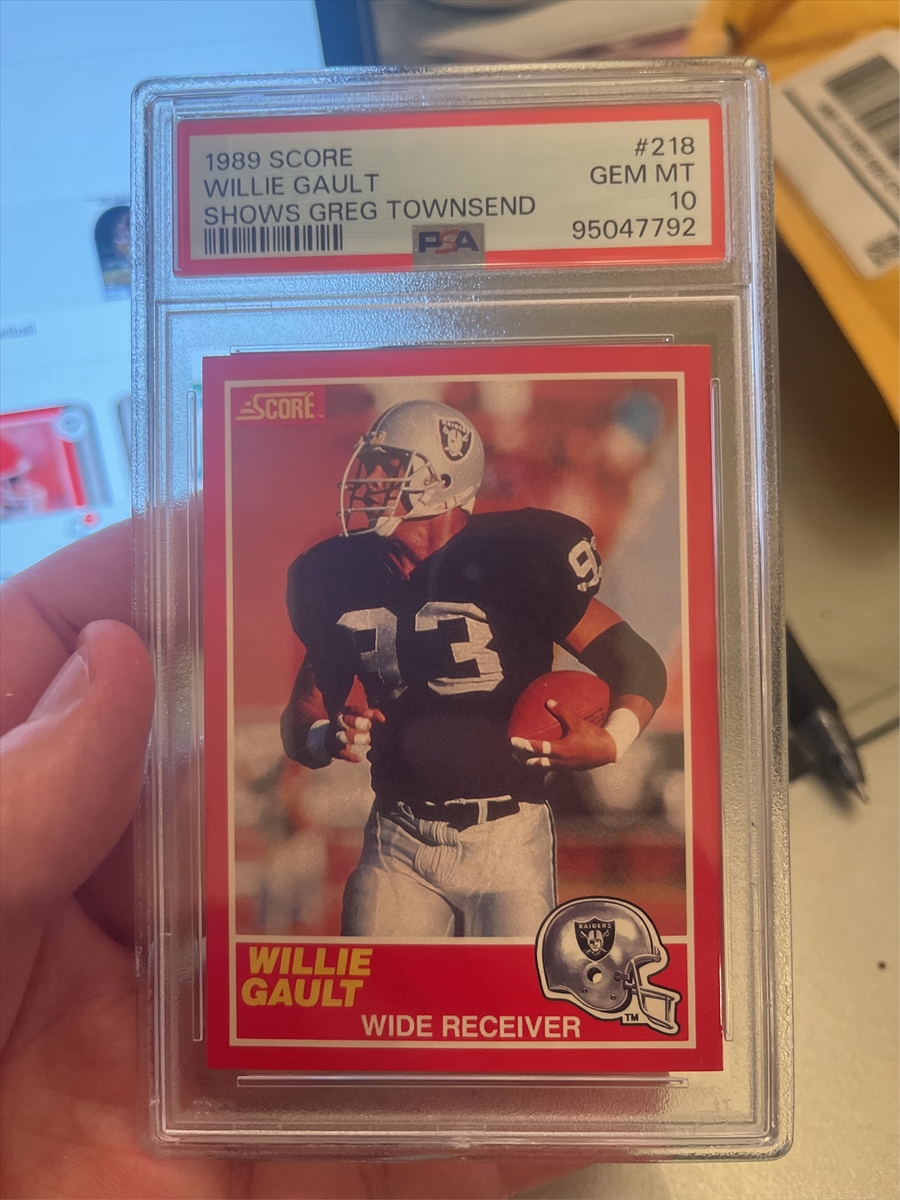 1989 SCORE
WILLIE GAULT
SHOWS GREG TOWNSEND
#218
GEM MT
10
95047792
PSA
SCORE
RAIDERS
93
93
WILLIE
GAULT
WIDE RECEIVER
RAIDERS
TM